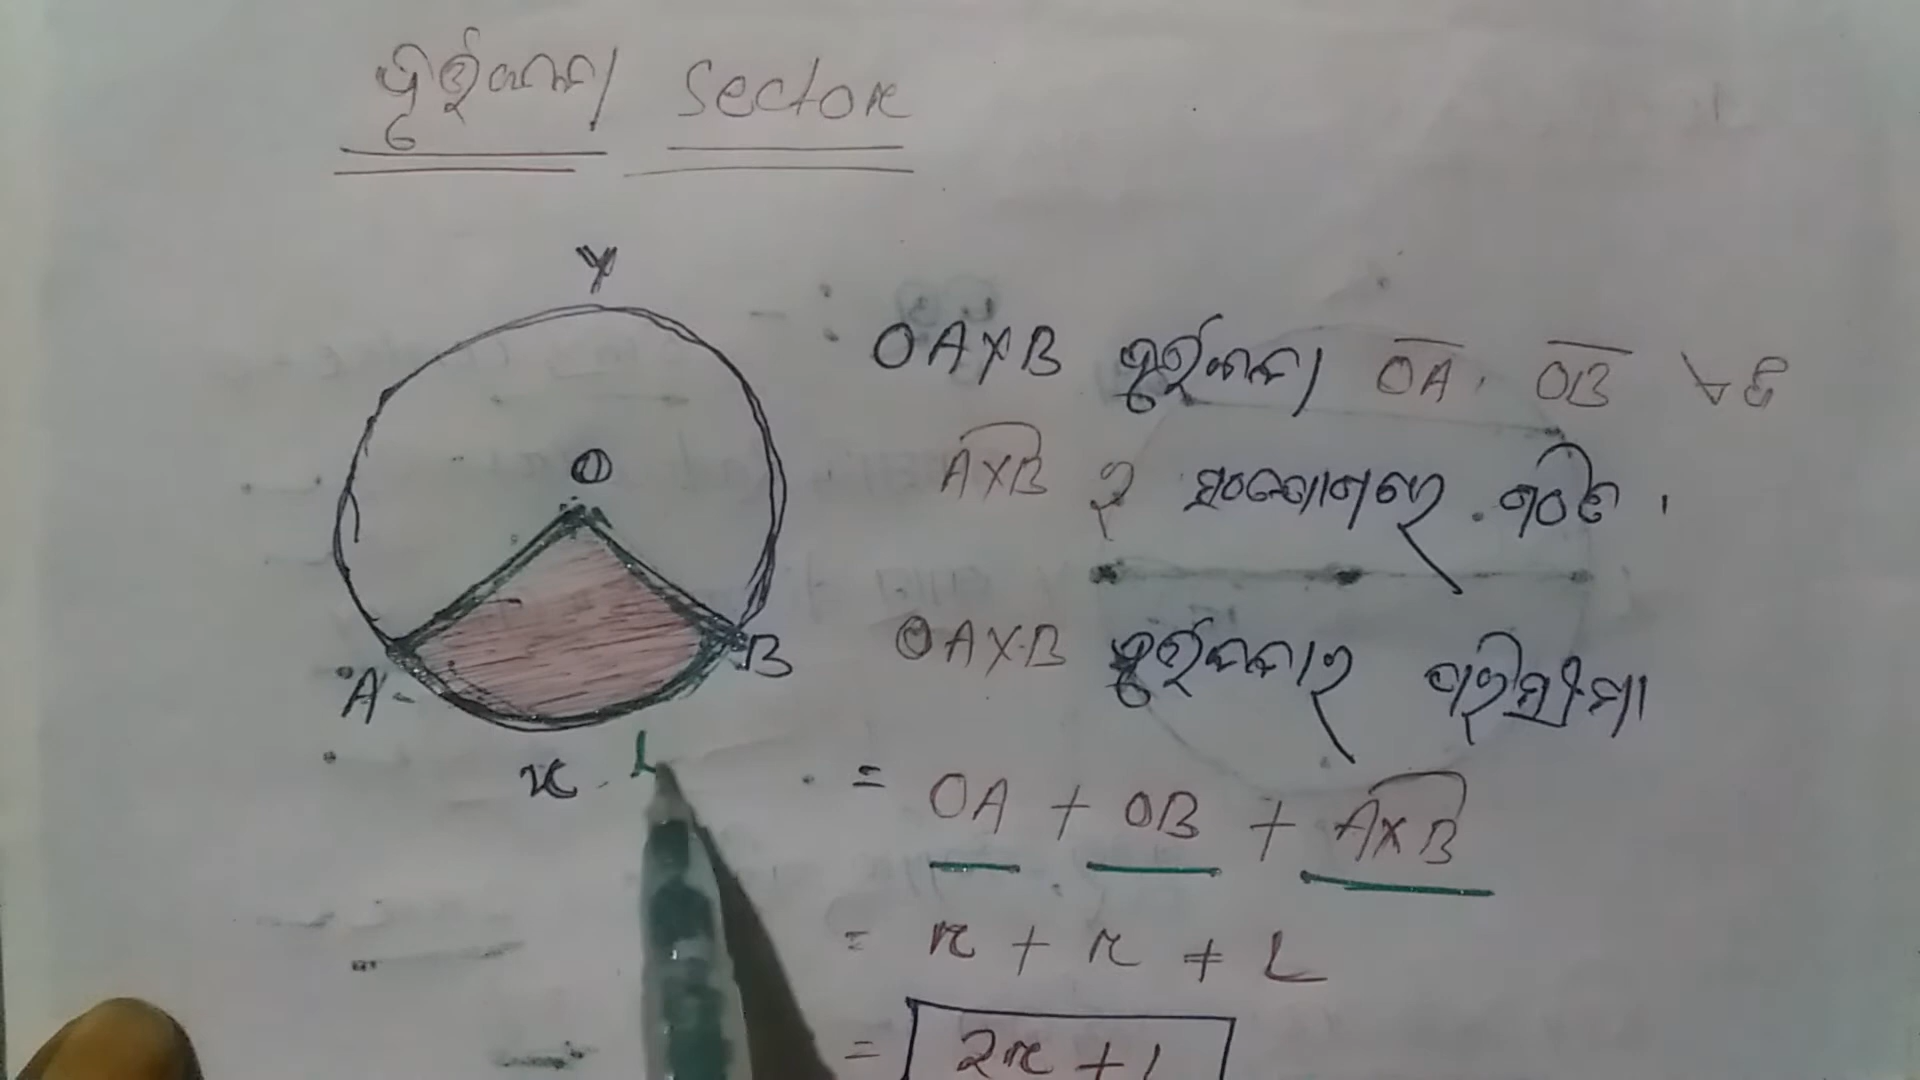 ବୃତ୍ତକଳା Sector
Y
O
A
B
x
L
OAXB ବୃତ୍ତକଳା OA, OB ଏବଂ
AXB ର ସଂଯୋଗରେ ଗଠିତ ।
OAXB ବୃତ୍ତକଳାର ପରିସୀମା
= OA + OB + AXB
= r + r + L
= 2r + L